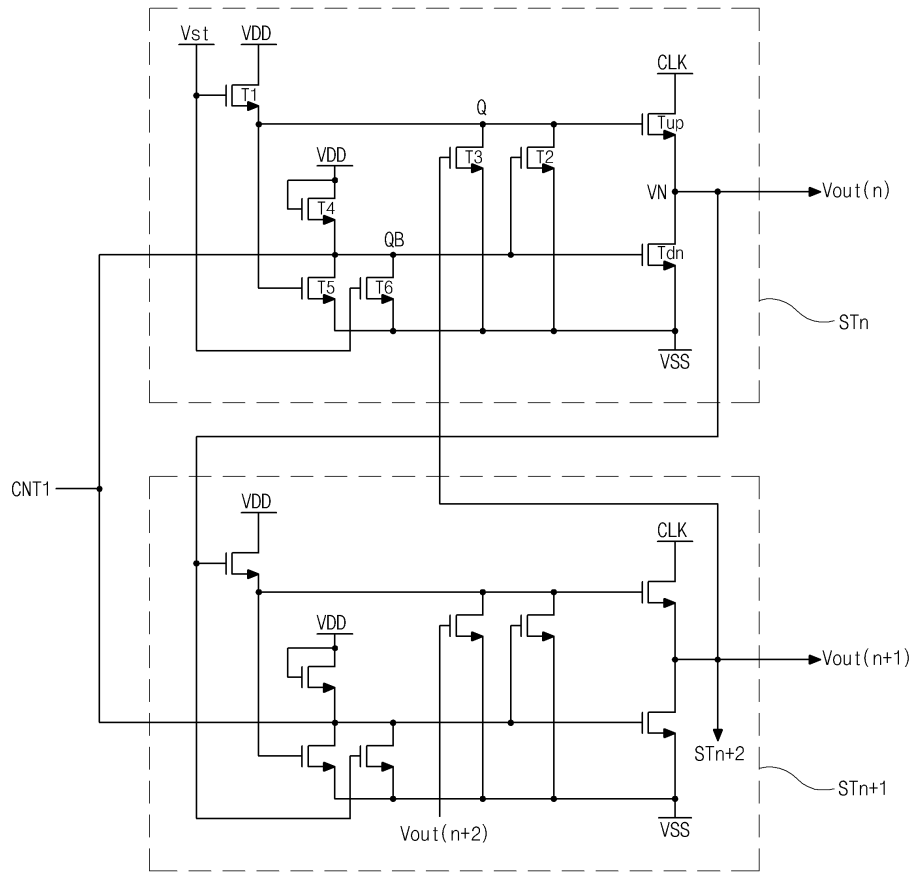 Vst
VDD
CLK
T1
Q
Tup
VDD
T3
T2
VN
Vout(n)
T4
QB
Tdn
T5
T6
STn
VSS
CNT1
VDD
CLK
VDD
Vout(n+1)
STn+2
STn+1
Vout(n+2)
VSS